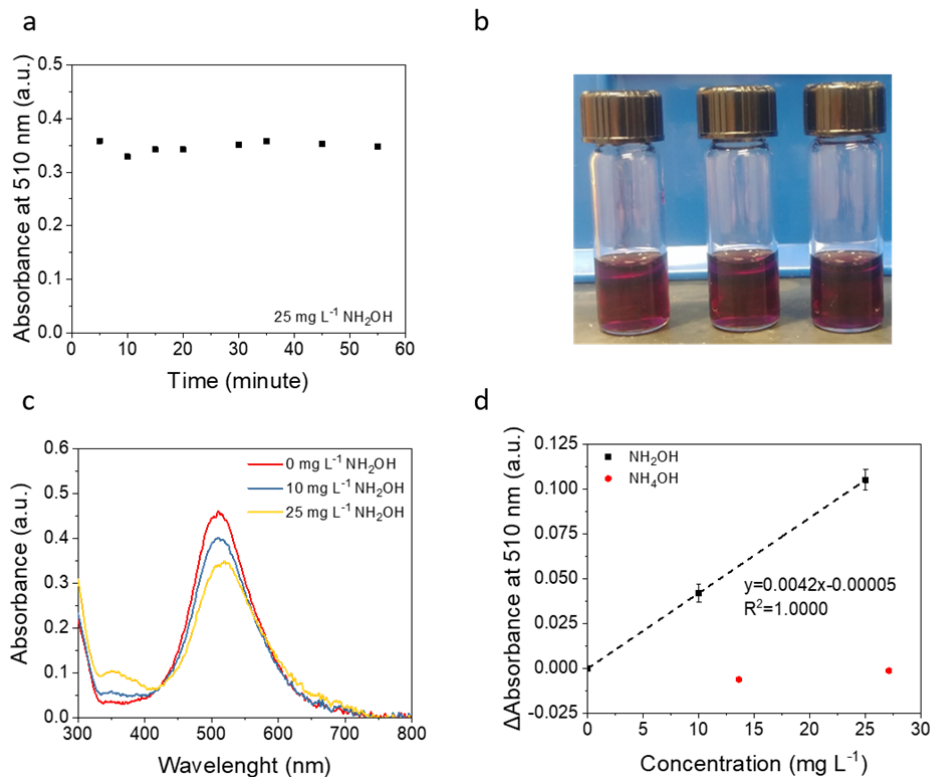 a
Absorbance at 510 nm (a.u.)
0.5
0.4
0.3
0.2
0.1
0.0
25 mg L⁻¹ NH₂OH
0 10 20 30 40 50 60
Time (minute)
b
c
Absorbance (a.u.)
0.6
0.5
0.4
0.3
0.2
0.1
0.0
0 mg L⁻¹ NH₂OH
10 mg L⁻¹ NH₂OH
25 mg L⁻¹ NH₂OH
300 400 500 600 700 800
Wavelenght (nm)
d
ΔAbsorbance at 510 nm (a.u.)
0.125
0.100
0.075
0.050
0.025
0.000
-0.025
NH₂OH
NH₄OH
y=0.0042x-0.00005
R²=1.0000
0 5 10 15 20 25 30
Concentration (mg L⁻¹)